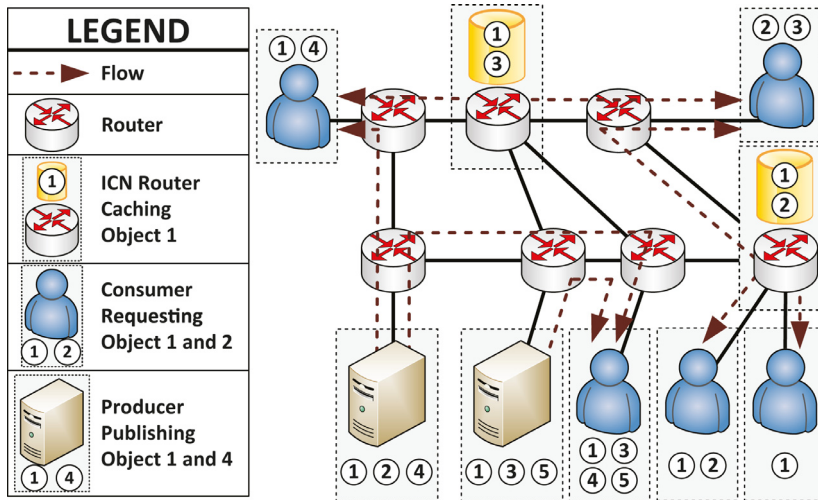 LEGEND
Flow
Router
1
ICN Router
Caching
Object 1
Consumer
Requesting
Object 1 and 2
1 2
Producer
Publishing
Object 1 and 4
1 4
1 4
1
3
2 3
1
2
1 2 4
1 3 5
1 3
4 5
1 2
1